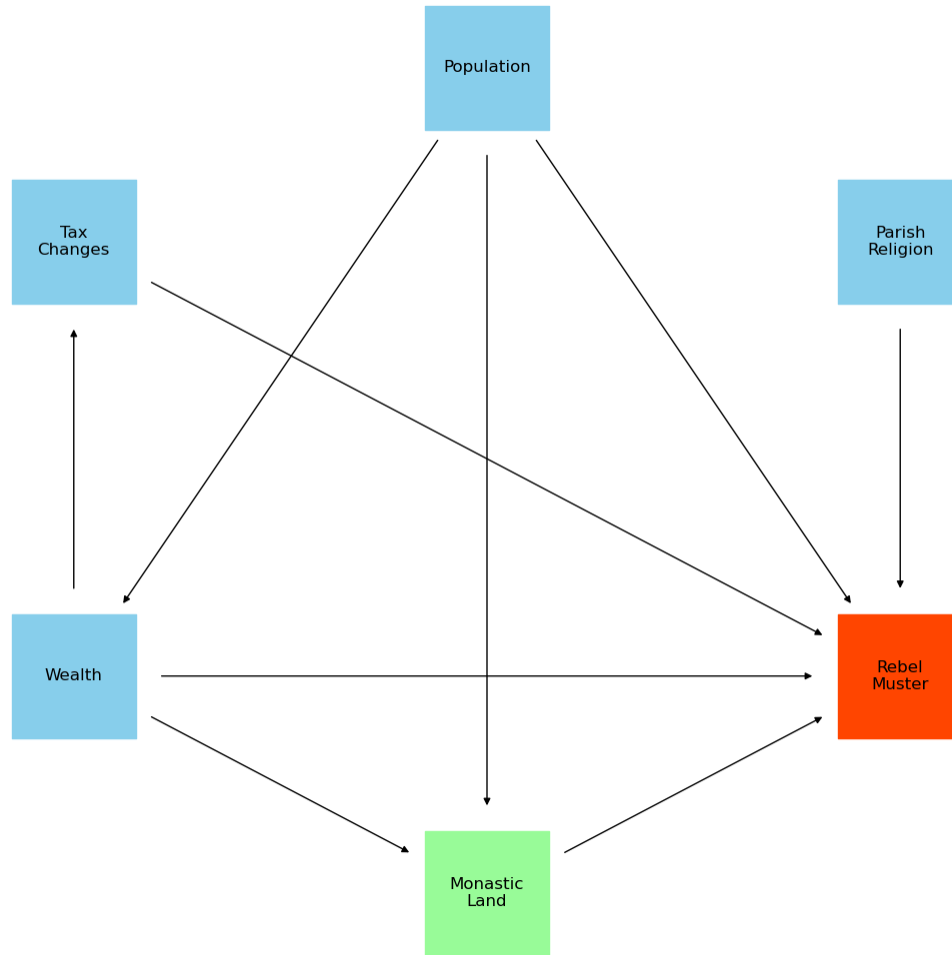 Population
Tax
Changes
Parish
Religion
Wealth
Rebel
Muster
Monastic
Land